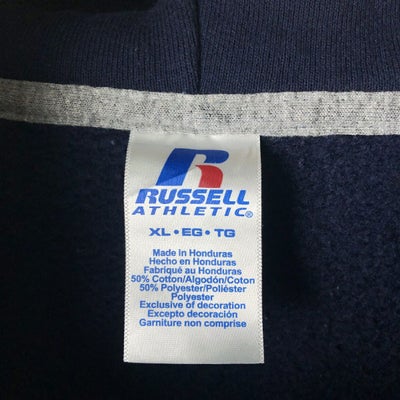 R
RUSSELL
ATHLETIC®
XL • EG • TG
Made in Honduras
Hecho en Honduras
Fabriqué au Honduras
50% Cotton/Algodón/Coton
50% Polyester/Poliéster
Polyester
Exclusive of decoration
Excepto decoración
Garniture non comprise